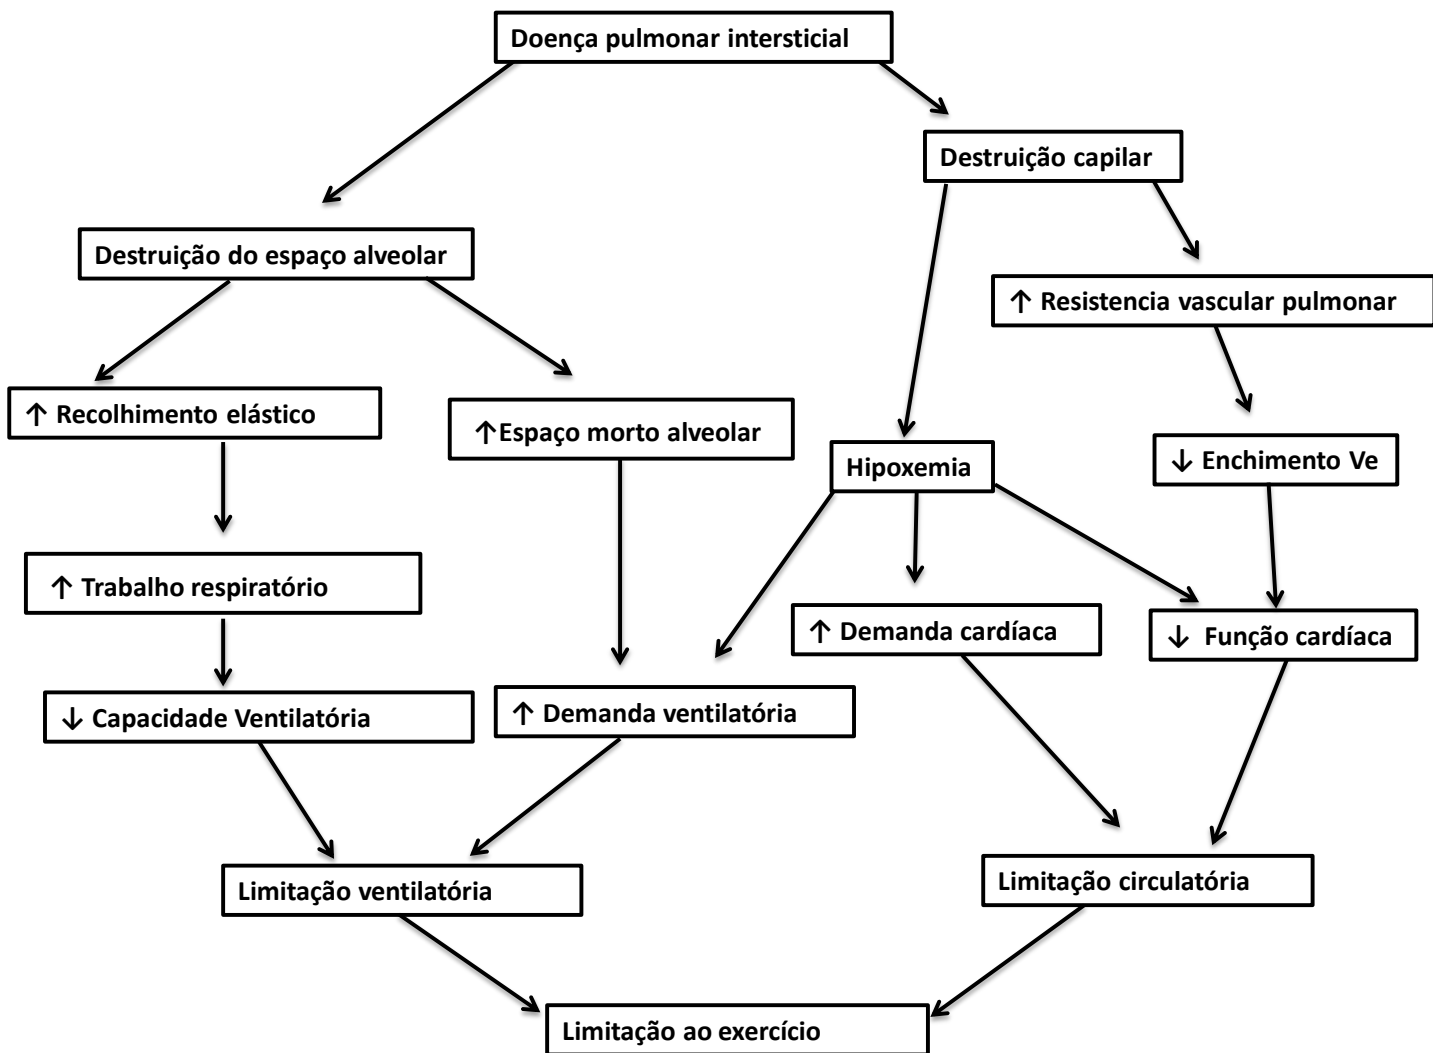 Doença pulmonar intersticial
Destruição capilar
Destruição do espaço alveolar
↑ Resistencia vascular pulmonar
↑ Recolhimento elástico
↑Espaço morto alveolar
Hipoxemia
↓ Enchimento Ve
↑ Trabalho respiratório
↑ Demanda cardíaca
↓ Função cardíaca
↓ Capacidade Ventilatória
↑ Demanda ventilatória
Limitação ventilatória
Limitação circulatória
Limitação ao exercício